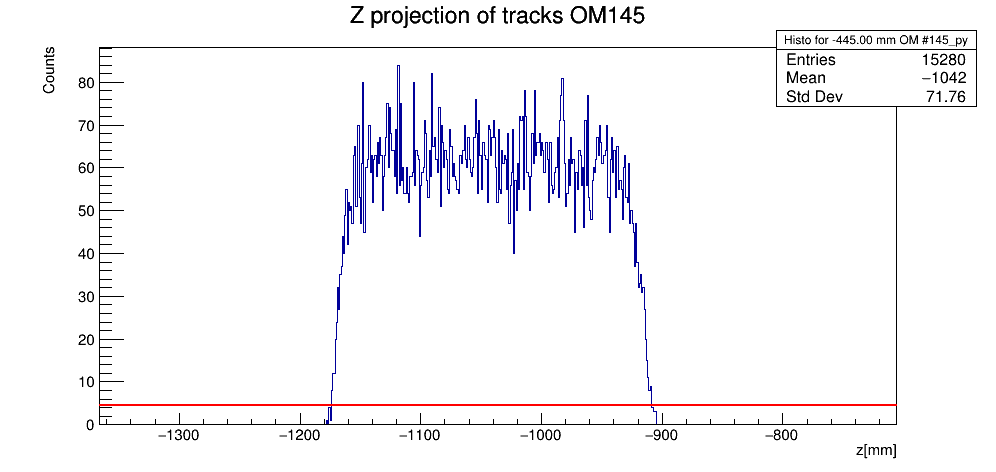 Z projection of tracks OM145
Histo for -445.00 mm OM #145_py
Entries 15280
Mean −1042
Std Dev 71.76
Counts
80
70
60
50
40
30
20
10
0
−1300 −1200 −1100 −1000 −900 −800
z[mm]